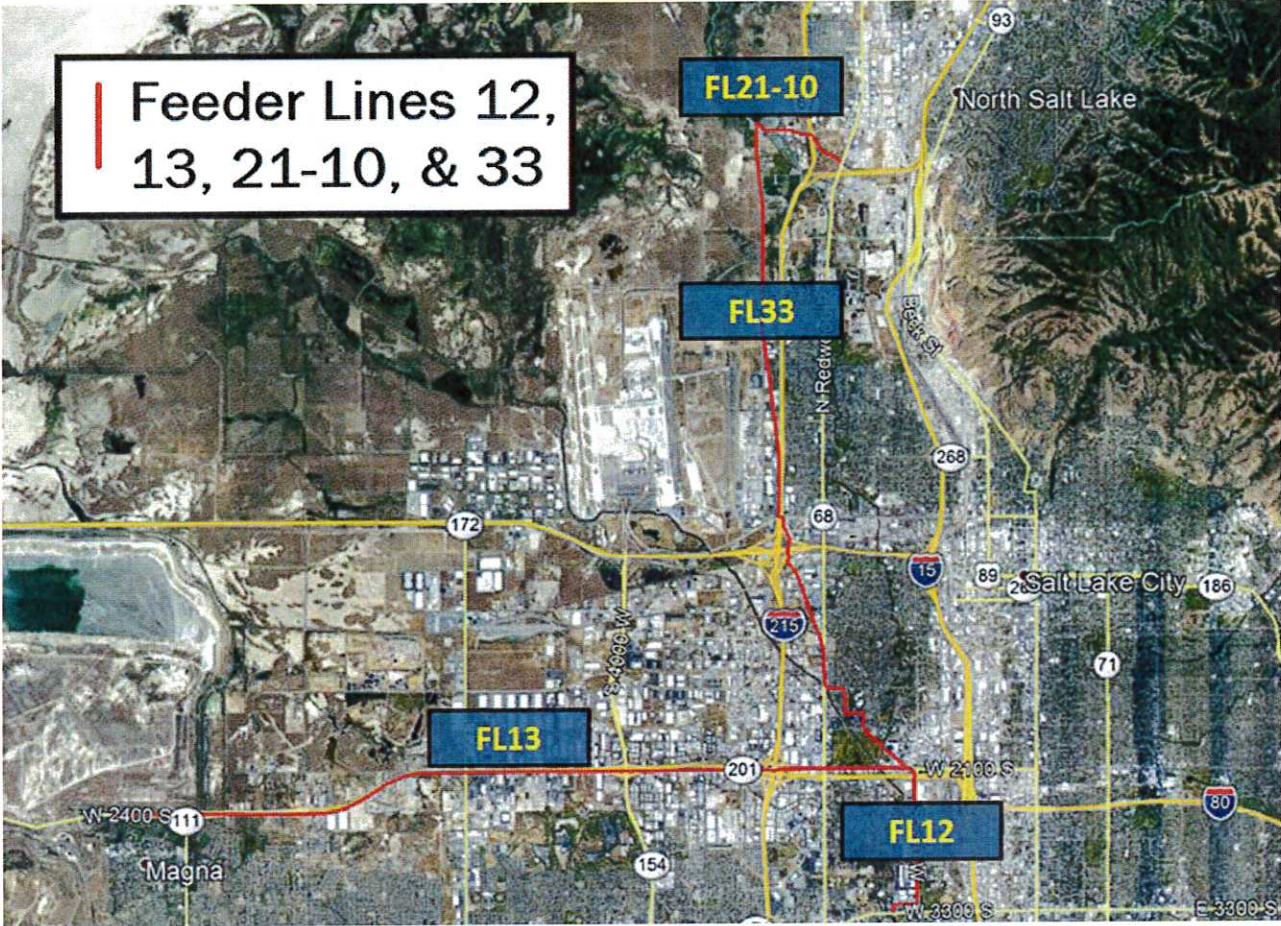 Feeder Lines 12,
13, 21-10, & 33
FL21-10
93
North Salt Lake
FL33
Beck St
N Redwo
268
172
68
15
89
Salt Lake City
186
215
S 4000 W
71
FL13
201
W 2100 S
80
W 2400 S
111
FL12
154
Magna
W 3300 S
E 3300 S